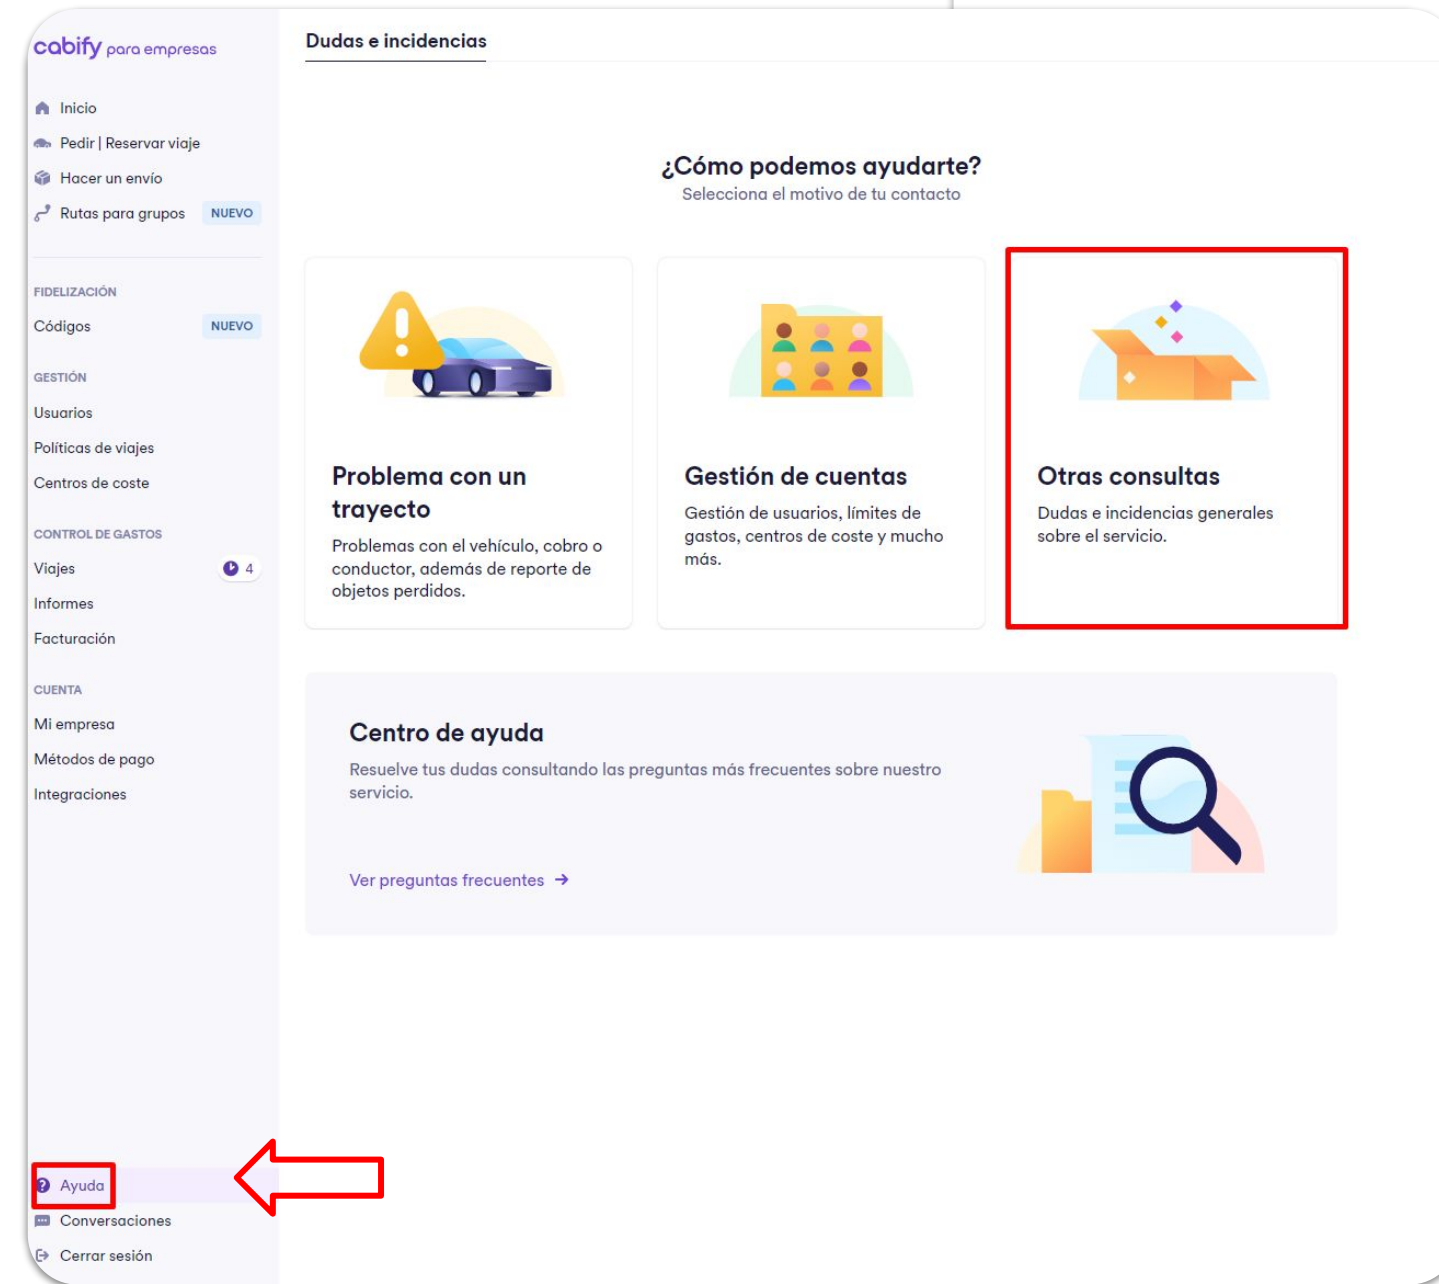 cabify para empresas
Inicio
Pedir | Reservar viaje
Hacer un envío
Rutas para grupos NUEVO
FIDELIZACIÓN
Códigos NUEVO
GESTIÓN
Usuarios
Políticas de viajes
Centros de coste
CONTROL DE GASTOS
Viajes 4
Informes
Facturación
CUENTA
Mi empresa
Métodos de pago
Integraciones
Ayuda
Conversaciones
Cerrar sesión
Dudas e incidencias
¿Cómo podemos ayudarte?
Selecciona el motivo de tu contacto
Problema con un
trayecto
Problemas con el vehículo, cobro o
conductor, además de reporte de
objetos perdidos.
Gestión de cuentas
Gestión de usuarios, límites de
gastos, centros de coste y mucho
más.
Otras consultas
Dudas e incidencias generales
sobre el servicio.
Centro de ayuda
Resuelve tus dudas consultando las preguntas más frecuentes sobre nuestro
servicio.
Ver preguntas frecuentes →